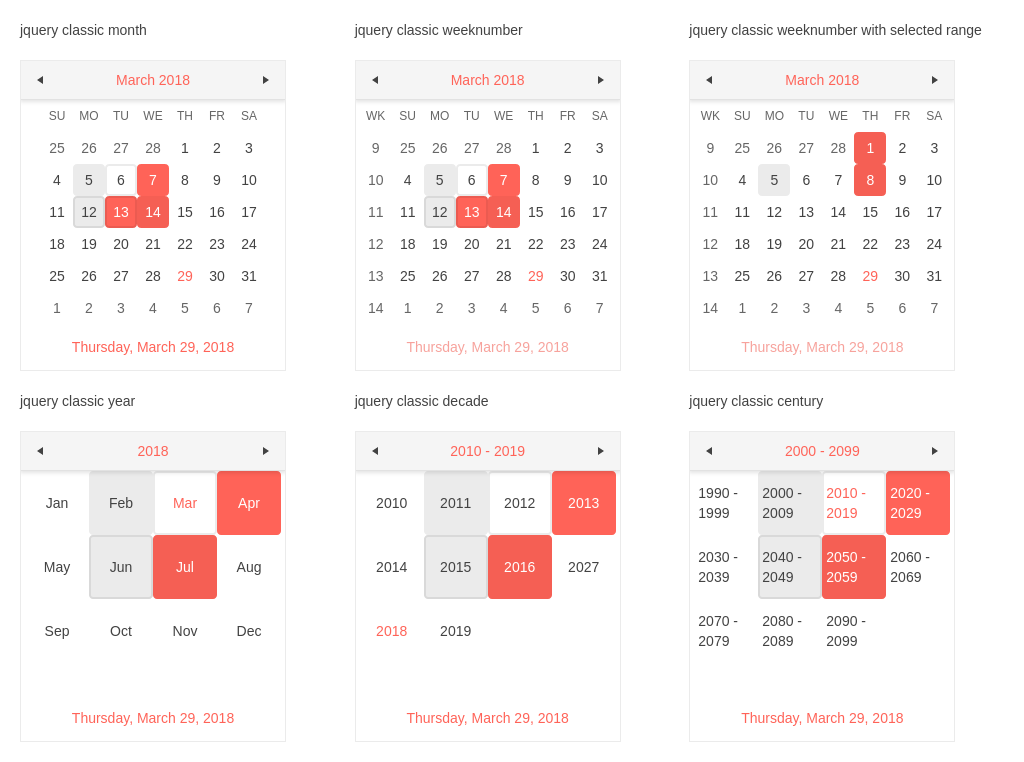 jquery classic month
March 2018
SU MO TU WE TH FR SA
25 26 27 28 1 2 3
4 5 6 7 8 9 10
11 12 13 14 15 16 17
18 19 20 21 22 23 24
25 26 27 28 29 30 31
1 2 3 4 5 6 7
Thursday, March 29, 2018
jquery classic weeknumber
March 2018
WK SU MO TU WE TH FR SA
9 25 26 27 28 1 2 3
10 4 5 6 7 8 9 10
11 11 12 13 14 15 16 17
12 18 19 20 21 22 23 24
13 25 26 27 28 29 30 31
14 1 2 3 4 5 6 7
Thursday, March 29, 2018
jquery classic weeknumber with selected range
March 2018
WK SU MO TU WE TH FR SA
9 25 26 27 28 1 2 3
10 4 5 6 7 8 9 10
11 11 12 13 14 15 16 17
12 18 19 20 21 22 23 24
13 25 26 27 28 29 30 31
14 1 2 3 4 5 6 7
Thursday, March 29, 2018
jquery classic year
2018
Jan Feb Mar Apr
May Jun Jul Aug
Sep Oct Nov Dec
Thursday, March 29, 2018
jquery classic decade
2010 - 2019
2010 2011 2012 2013
2014 2015 2016 2027
2018 2019
Thursday, March 29, 2018
jquery classic century
2000 - 2099
1990 - 2000 - 2010 - 2020 -
1999 2009 2019 2029
2030 - 2040 - 2050 - 2060 -
2039 2049 2059 2069
2070 - 2080 - 2090 -
2079 2089 2099
Thursday, March 29, 2018